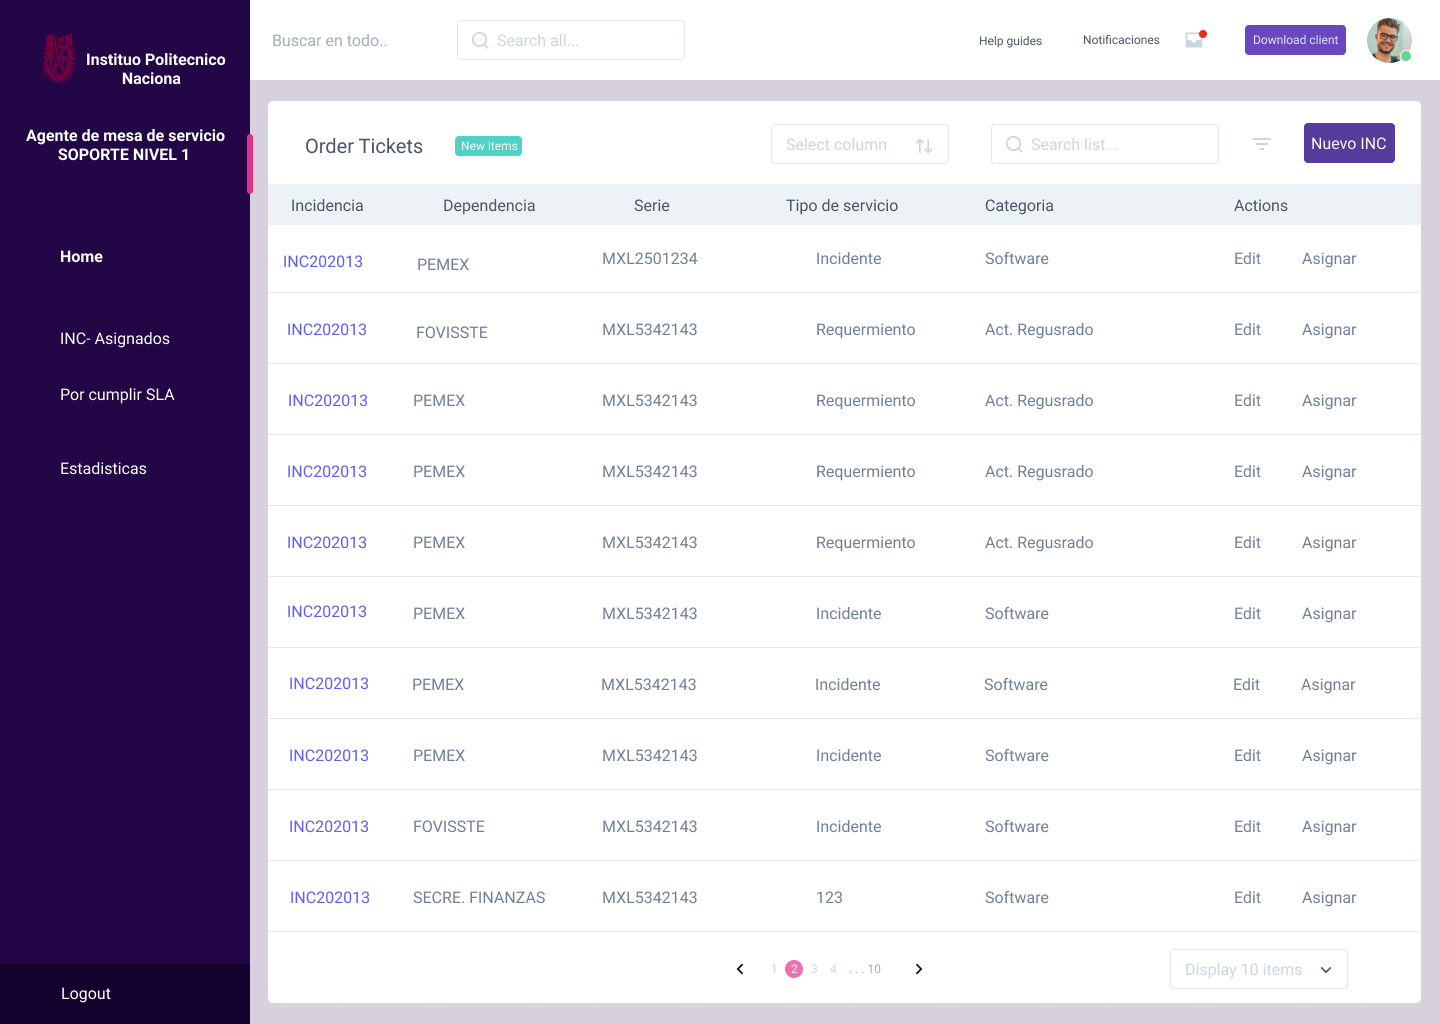 Instituo Politecnico
Naciona
Agente de mesa de servicio
SOPORTE NIVEL 1
Home
INC- Asignados
Por cumplir SLA
Estadisticas
Logout
Buscar en todo.. Search all... Help guides Notificaciones Download client
Order Tickets New items Select column Search list... Nuevo INC
Incidencia Dependencia Serie Tipo de servicio Categoria Actions
INC202013 PEMEX MXL2501234 Incidente Software Edit Asignar
INC202013 FOVISSTE MXL5342143 Requermiento Act. Regusrado Edit Asignar
INC202013 PEMEX MXL5342143 Requermiento Act. Regusrado Edit Asignar
INC202013 PEMEX MXL5342143 Requermiento Act. Regusrado Edit Asignar
INC202013 PEMEX MXL5342143 Requermiento Act. Regusrado Edit Asignar
INC202013 PEMEX MXL5342143 Incidente Software Edit Asignar
INC202013 PEMEX MXL5342143 Incidente Software Edit Asignar
INC202013 PEMEX MXL5342143 Incidente Software Edit Asignar
INC202013 FOVISSTE MXL5342143 Incidente Software Edit Asignar
INC202013 SECRE. FINANZAS MXL5342143 123 Software Edit Asignar
1 2 3 4 . . . 10 Display 10 items